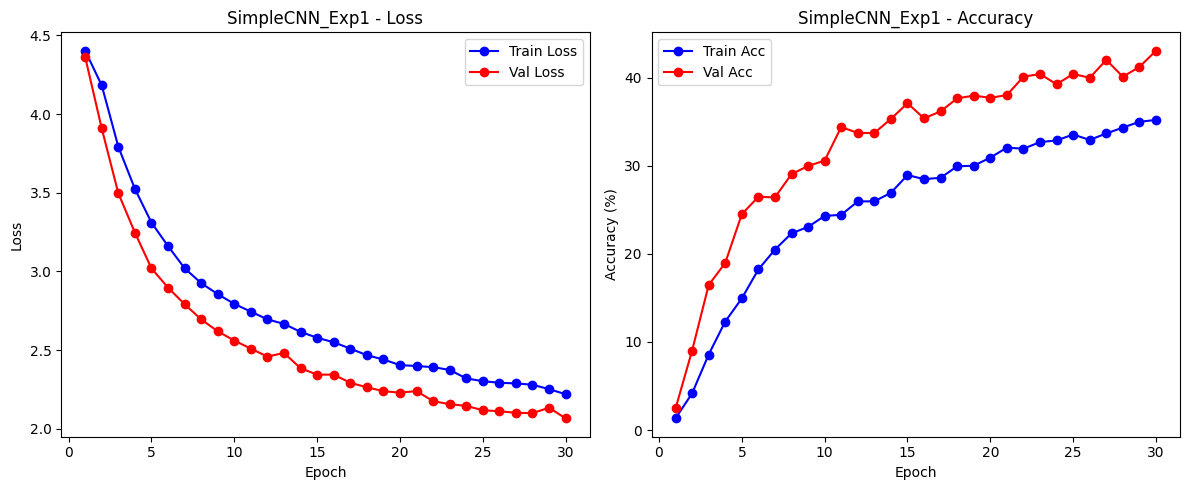 SimpleCNN_Exp1 - Loss
Train Loss
Val Loss
4.5
4.0
3.5
3.0
2.5
2.0
Loss
0 5 10 15 20 25 30
Epoch
SimpleCNN_Exp1 - Accuracy
Train Acc
Val Acc
40
30
20
10
0
Accuracy (%)
0 5 10 15 20 25 30
Epoch